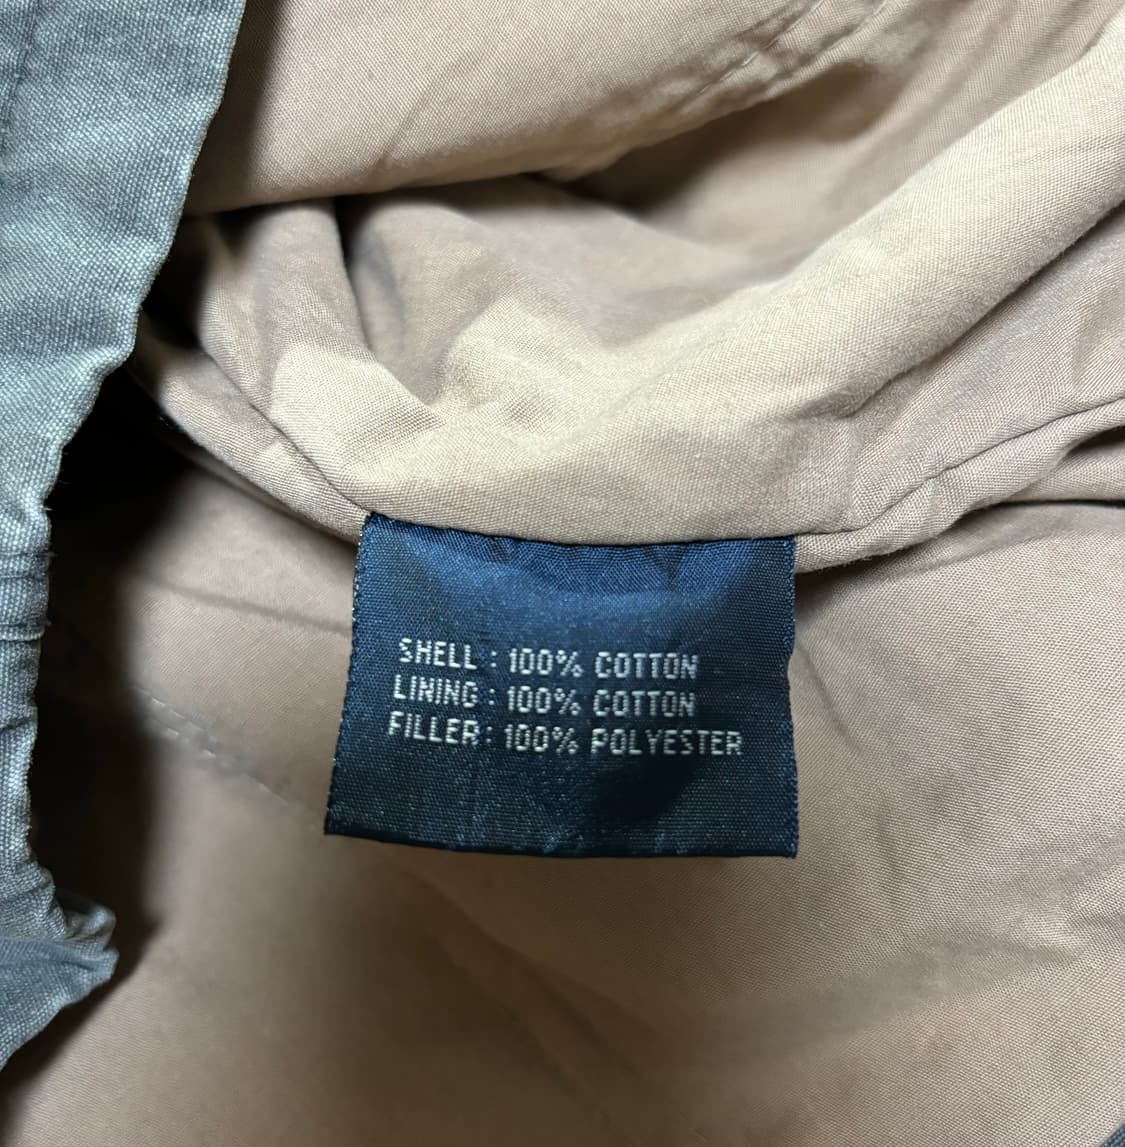 SHELL : 100% COTTON
LINING : 100% COTTON
FILLER : 100% POLYESTER